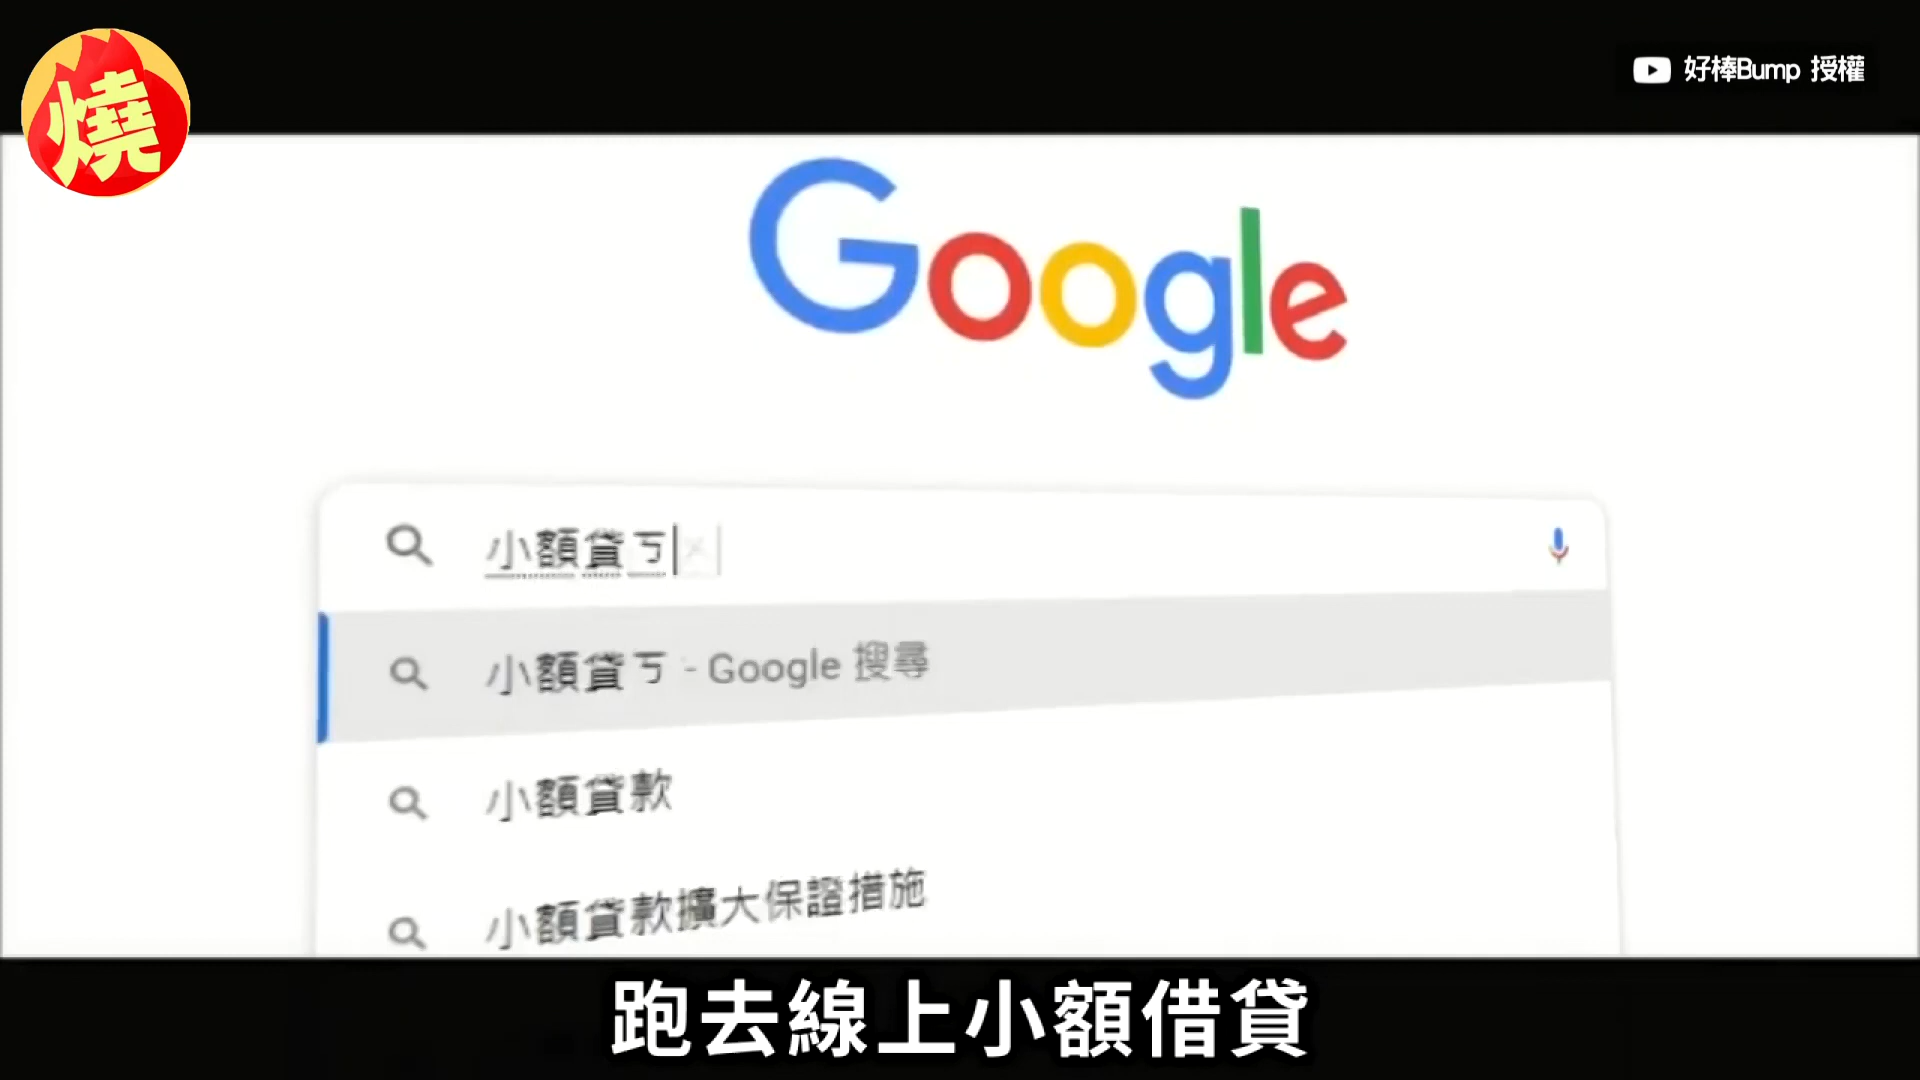 燒
好棒Bump 授權
Google
小額貸ㄎ
小額貸ㄎ - Google 搜尋
小額貸款
小額貸款擴大保證措施
跑去線上小額借貸